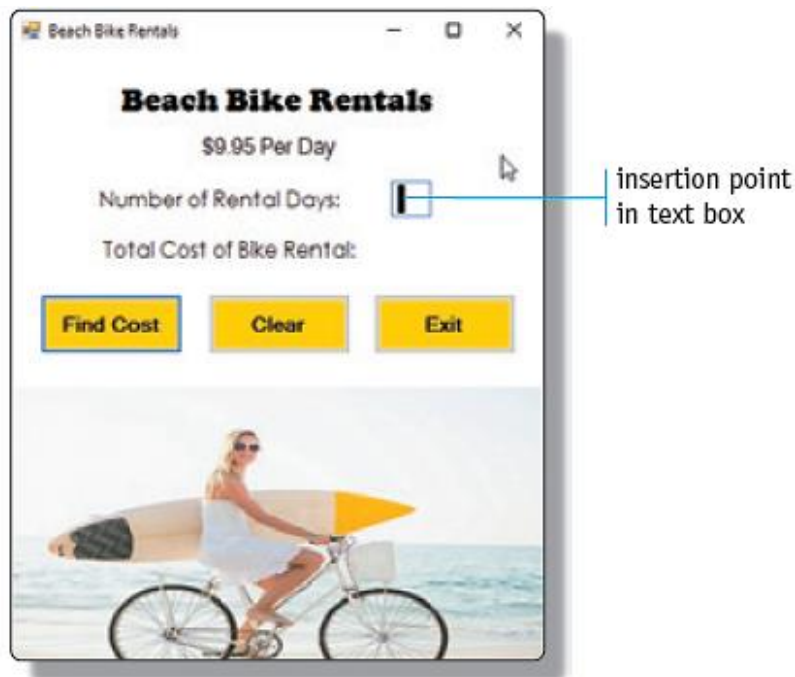 Beach Bike Rentals
Beach Bike Rentals
$9.95 Per Day
Number of Rental Days:
insertion point
in text box
Total Cost of Bike Rental:
Find Cost Clear Exit